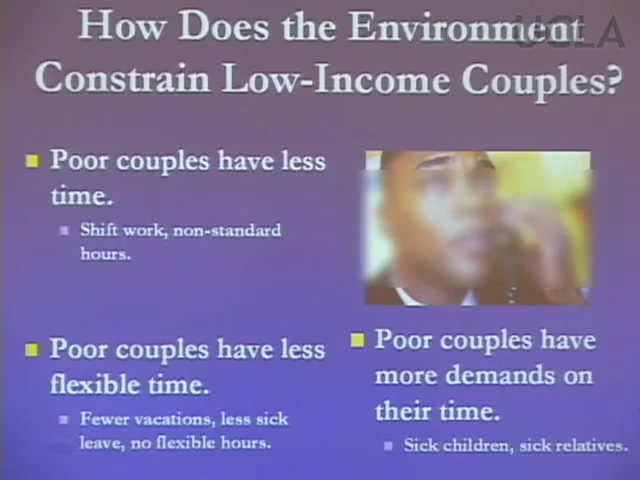 How Does the Environment
Constrain Low-Income Couples?
UCLA
Poor couples have less
time.
Shift work, non-standard
hours.
Poor couples have less
flexible time.
Fewer vacations, less sick
leave, no flexible hours.
Poor couples have
more demands on
their time.
Sick children, sick relatives.